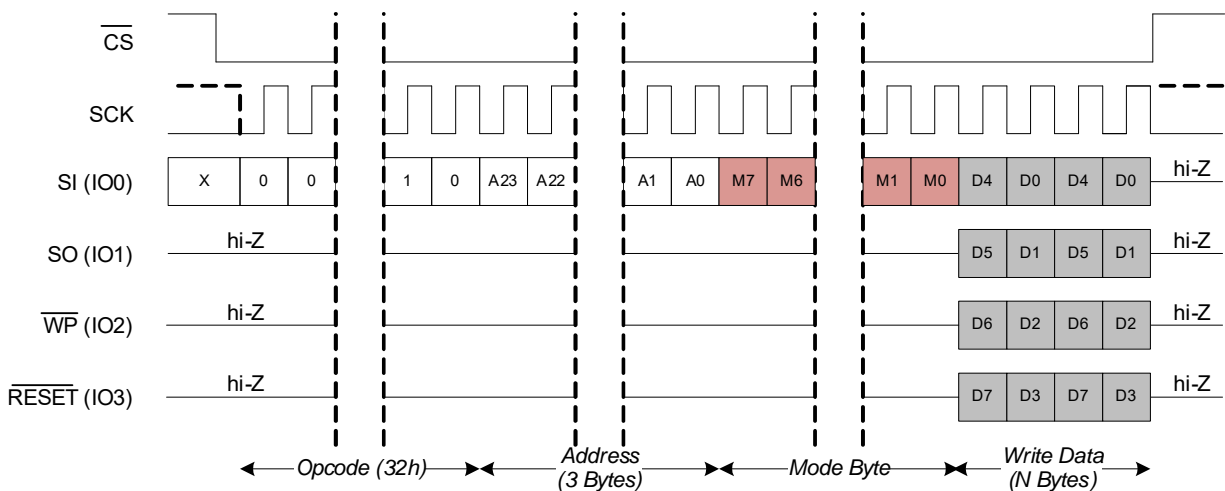 CS
SCK
SI (IO0) X 0 0 1 0 A23 A22 A1 A0 M7 M6 M1 M0 D4 D0 D4 D0 hi-Z
SO (IO1) hi-Z D5 D1 D5 D1 hi-Z
WP (IO2) hi-Z D6 D2 D6 D2 hi-Z
RESET (IO3) hi-Z D7 D3 D7 D3 hi-Z
Opcode (32h) Address Mode Byte Write Data
(3 Bytes) (N Bytes)